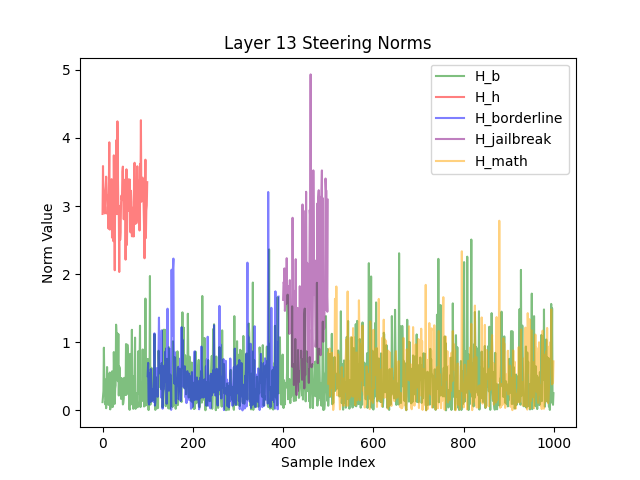 Layer 13 Steering Norms
5
4
3
2
1
0
Norm Value
H_b
H_h
H_borderline
H_jailbreak
H_math
0
200
400
600
800
1000
Sample Index